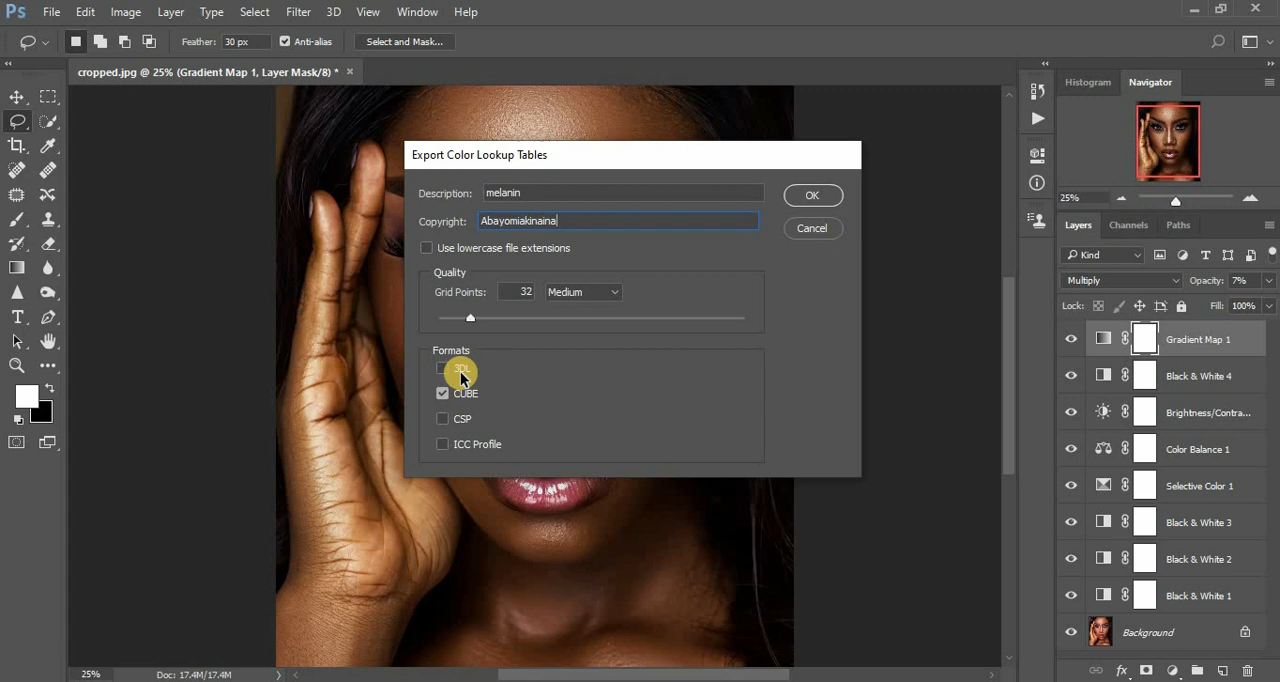 Ps File Edit Image Layer Type Select Filter 3D View Window Help
Feather: 30 px Anti-alias Select and Mask...
cropped.jpg @ 25% (Gradient Map 1, Layer Mask/8) *
Histogram Navigator
25%
Export Color Lookup Tables
Description: melanin
Copyright: Abayomiakinaina
Use lowercase file extensions
OK
Cancel
Quality
Grid Points: 32 Medium
Formats
3DL
CUBE
CSP
ICC Profile
Layers Channels Paths
Kind
Multiply Opacity: 7%
Lock: Fill: 100%
Gradient Map 1
Black & White 4
Brightness/Contra...
Color Balance 1
Selective Color 1
Black & White 3
Black & White 2
Black & White 1
Background
25% Doc: 17.4M/17.4M